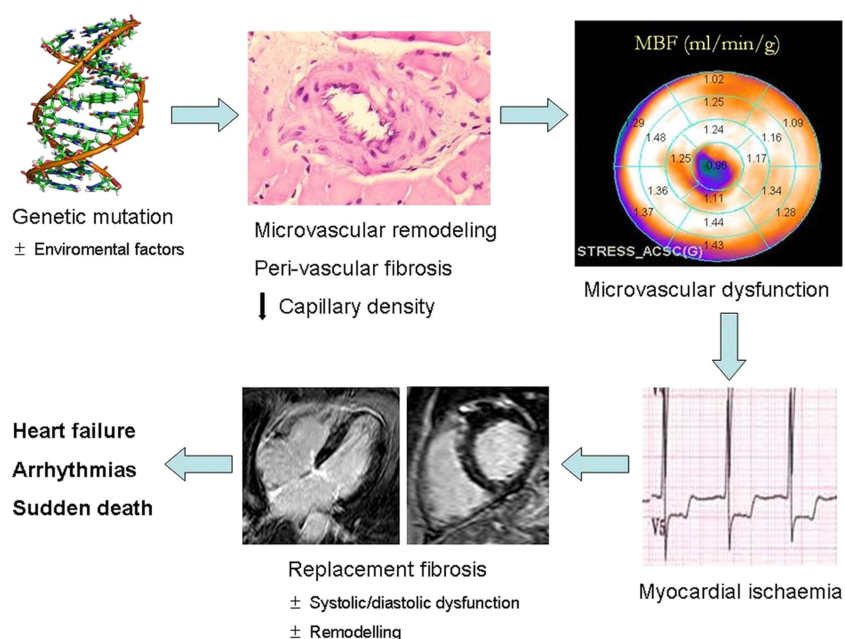 Genetic mutation
± Enviromental factors
Microvascular remodeling
Peri-vascular fibrosis
Capillary density
MBF (ml/min/g)
1.02
1.25
1.24
1.09
1.16
1.48
1.25
0.96
1.17
1.36
1.34
1.11
1.37
1.28
1.44
1.43
STRESS_ACSC(G)
Microvascular dysfunction
V5
Myocardial ischaemia
Replacement fibrosis
± Systolic/diastolic dysfunction
± Remodelling
Heart failure
Arrhythmias
Sudden death